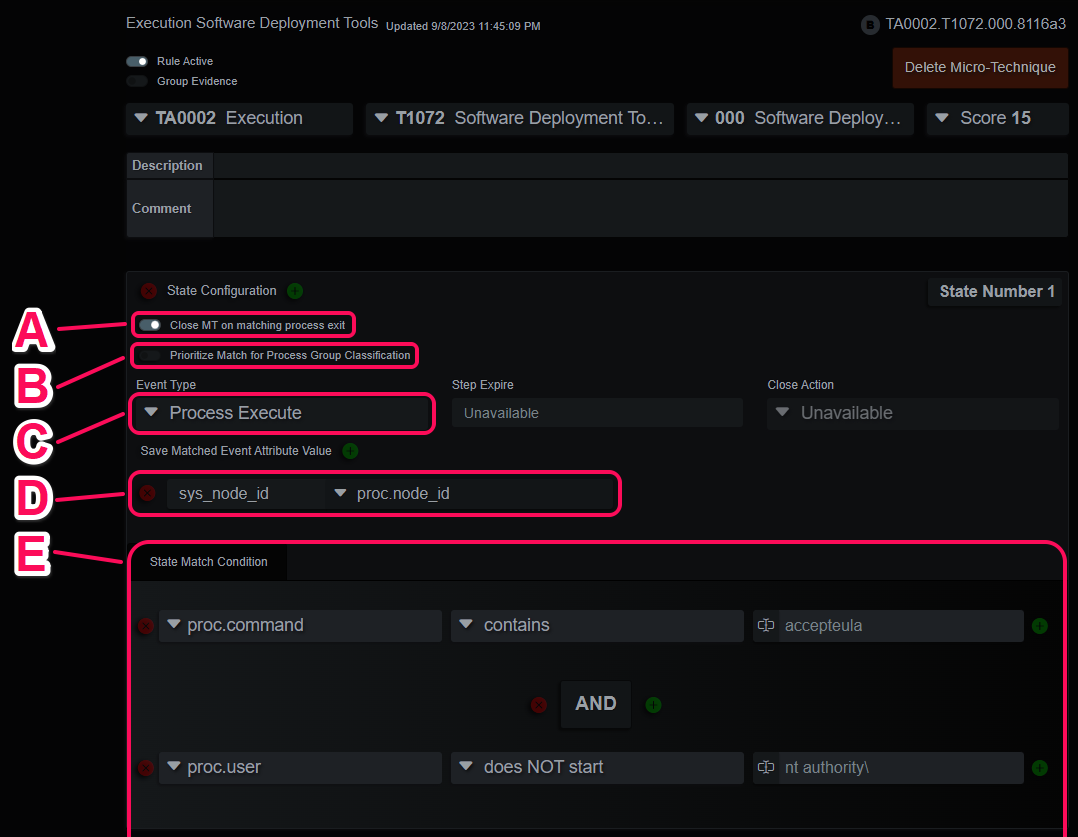 Execution Software Deployment Tools Updated 9/8/2023 11:45:09 PM
B TA0002.T1072.000.8116a3
Rule Active
Group Evidence
Delete Micro-Technique
TA0002 Execution T1072 Software Deployment To... 000 Software Deploy... Score 15
Description
Comment
State Configuration State Number 1
A Close MT on matching process exit
B Prioritize Match for Process Group Classification
Event Type Step Expire Close Action
C Process Execute Unavailable Unavailable
Save Matched Event Attribute Value
D sys_node_id proc.node_id
E State Match Condition
proc.command contains accepteula
AND
proc.user does NOT start nt authority\